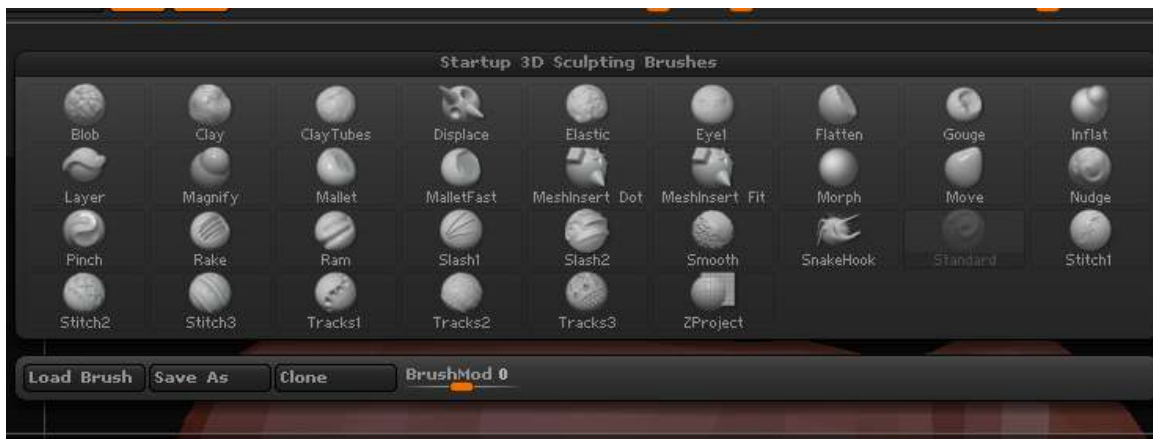 Startup 3D Sculpting Brushes
Blob Clay ClayTubes Displace Elastic Eye1 Flatten Gouge Inflat
Layer Magnify Mallet MalletFast MeshInsert Dot MeshInsert Fit Morph Move Nudge
Pinch Rake Ram Slash1 Slash2 Smooth SnakeHook Standard Stitch1
Stitch2 Stitch3 Tracks1 Tracks2 Tracks3 ZProject
Load Brush Save As Clone BrushMod 0